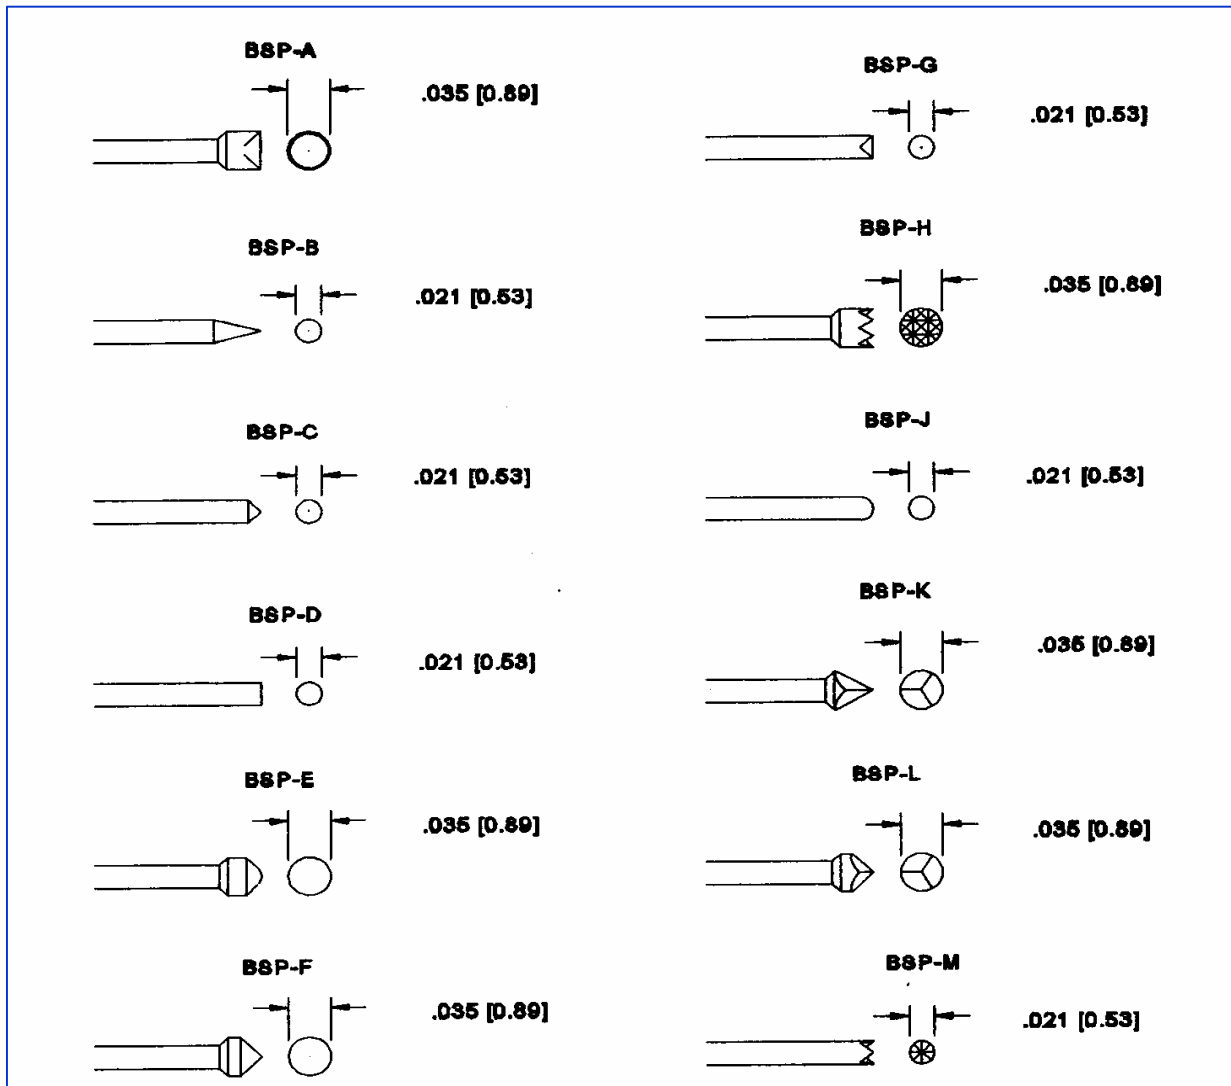 BSP-A
.035 [0.89]
BSP-B
.021 [0.53]
BSP-C
.021 [0.53]
BSP-D
.021 [0.53]
BSP-E
.035 [0.89]
BSP-F
.035 [0.89]
BSP-G
.021 [0.53]
BSP-H
.035 [0.89]
BSP-J
.021 [0.53]
BSP-K
.035 [0.89]
BSP-L
.035 [0.89]
BSP-M
.021 [0.53]